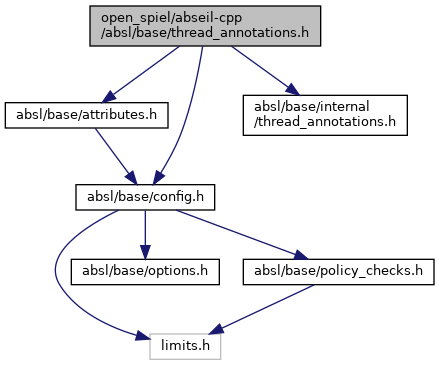 open_spiel/abseil-cpp
/absl/base/thread_annotations.h
absl/base/attributes.h
absl/base/internal
/thread_annotations.h
absl/base/config.h
absl/base/options.h
absl/base/policy_checks.h
limits.h